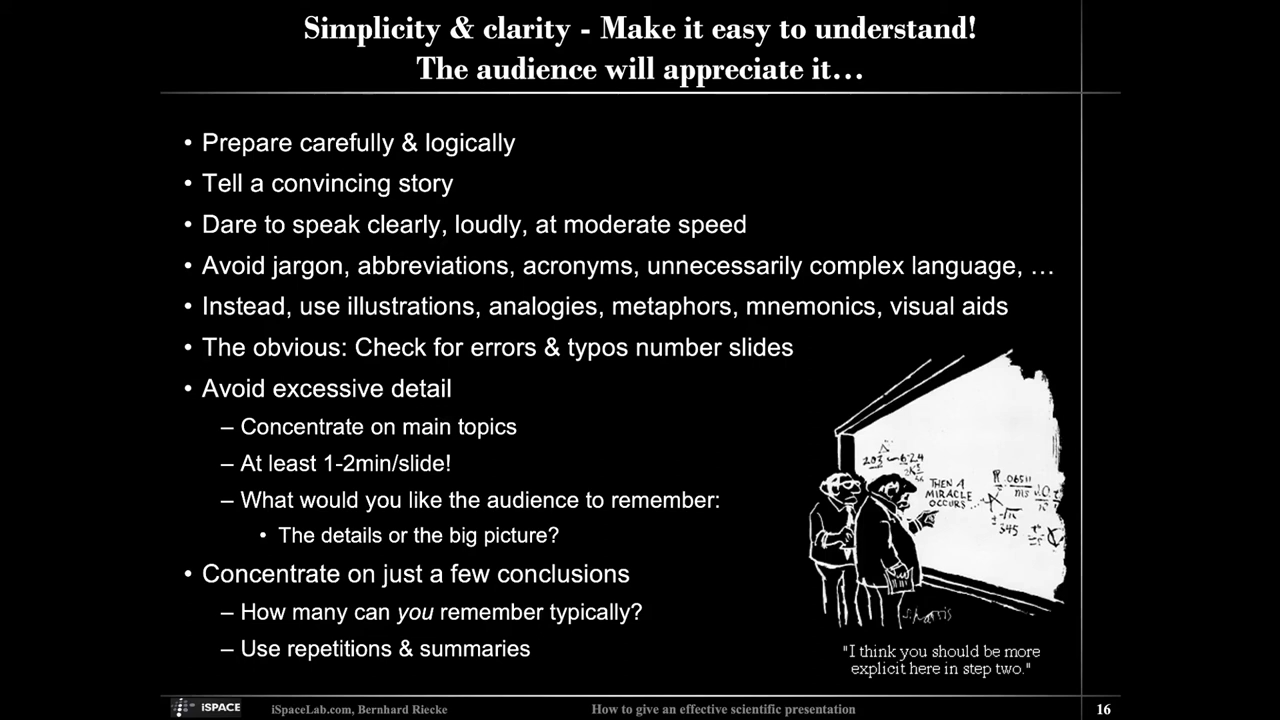 Simplicity & clarity - Make it easy to understand!
The audience will appreciate it…
• Prepare carefully & logically
• Tell a convincing story
• Dare to speak clearly, loudly, at moderate speed
• Avoid jargon, abbreviations, acronyms, unnecessarily complex language, …
• Instead, use illustrations, analogies, metaphors, mnemonics, visual aids
• The obvious: Check for errors & typos number slides
• Avoid excessive detail
– Concentrate on main topics
– At least 1-2min/slide!
– What would you like the audience to remember:
• The details or the big picture?
• Concentrate on just a few conclusions
– How many can you remember typically?
– Use repetitions & summaries
THEN A
MIRACLE
OCCURS...
S. Harris
"I think you should be more
explicit here in step two."
iSPACE
iSpaceLab.com, Bernhard Riecke
How to give an effective scientific presentation
16